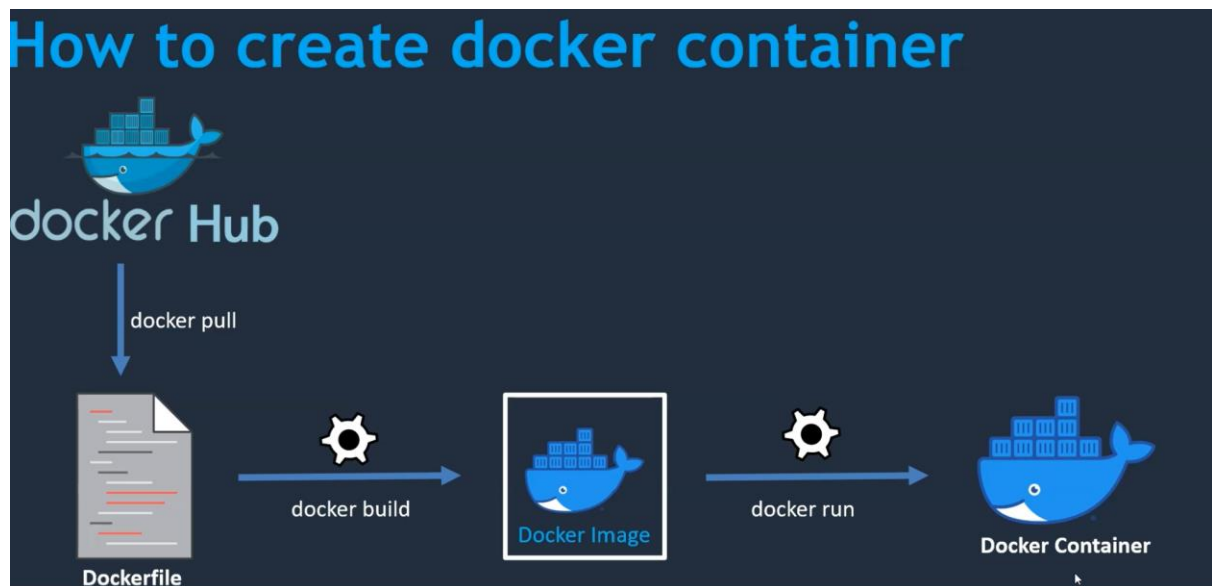 How to create docker container
docker Hub
docker pull
docker build
docker run
Docker Image
Docker Container
Dockerfile